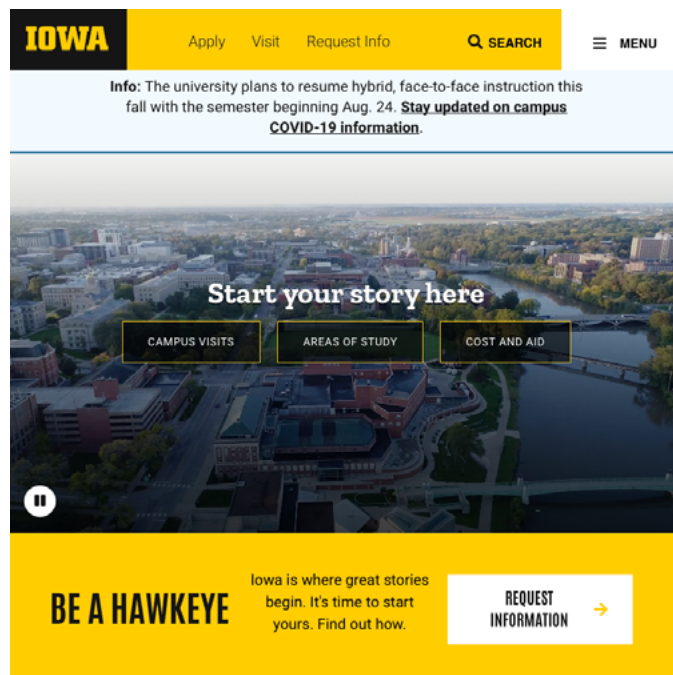 IOWA
Apply Visit Request Info SEARCH MENU
Info: The university plans to resume hybrid, face-to-face instruction this
fall with the semester beginning Aug. 24. Stay updated on campus
COVID-19 information.
Start your story here
CAMPUS VISITS AREAS OF STUDY COST AND AID
BE A HAWKEYE
Iowa is where great stories
begin. It's time to start
yours. Find out how.
REQUEST
INFORMATION